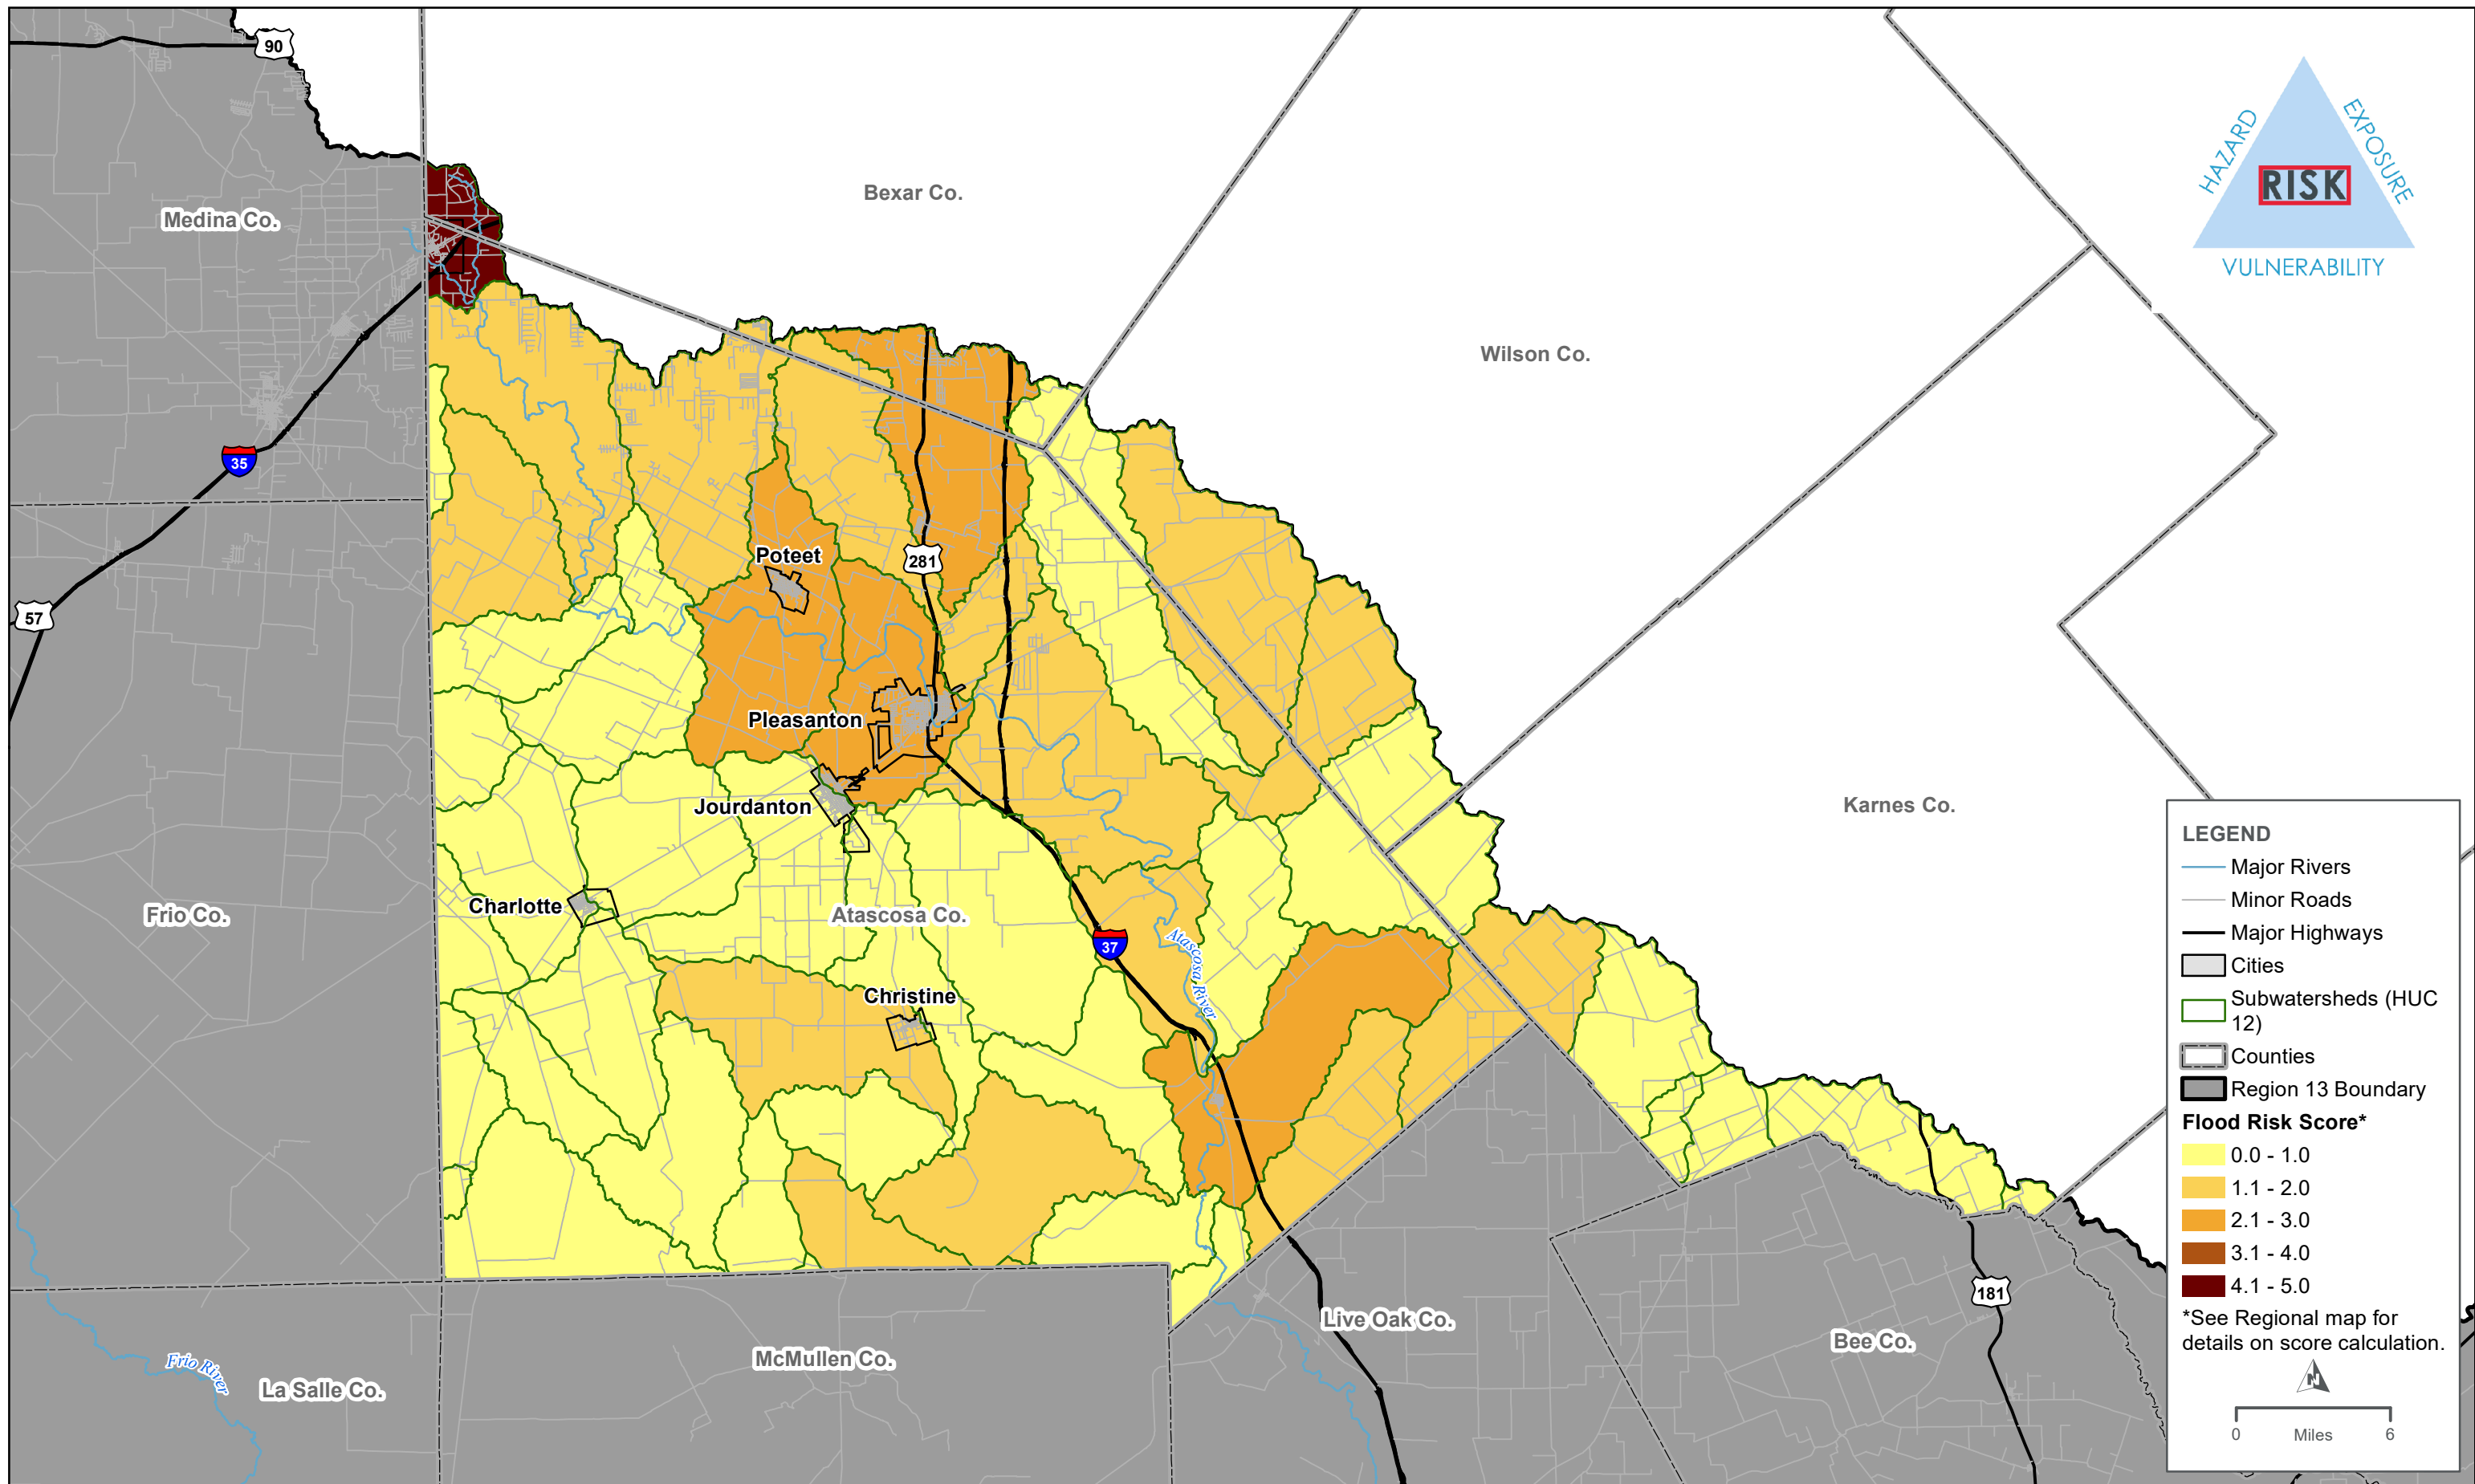 90
HAZARD
EXPOSURE
RISK
VULNERABILITY
Bexar Co.
Medina Co.
Wilson Co.
35
Poteet
281
57
Pleasanton
Jourdanton
Karnes Co.
Charlotte
Frio Co.
Atascosa Co.
37
Atascosa River
Christine
LEGEND
Major Rivers
Minor Roads
Major Highways
Cities
Subwatersheds (HUC
12)
Counties
Region 13 Boundary
Flood Risk Score*
0.0 - 1.0
1.1 - 2.0
2.1 - 3.0
3.1 - 4.0
4.1 - 5.0
*See Regional map for
details on score calculation.
N
0 Miles 6
181
Live Oak Co.
Bee Co.
McMullen Co.
Frio River
La Salle Co.